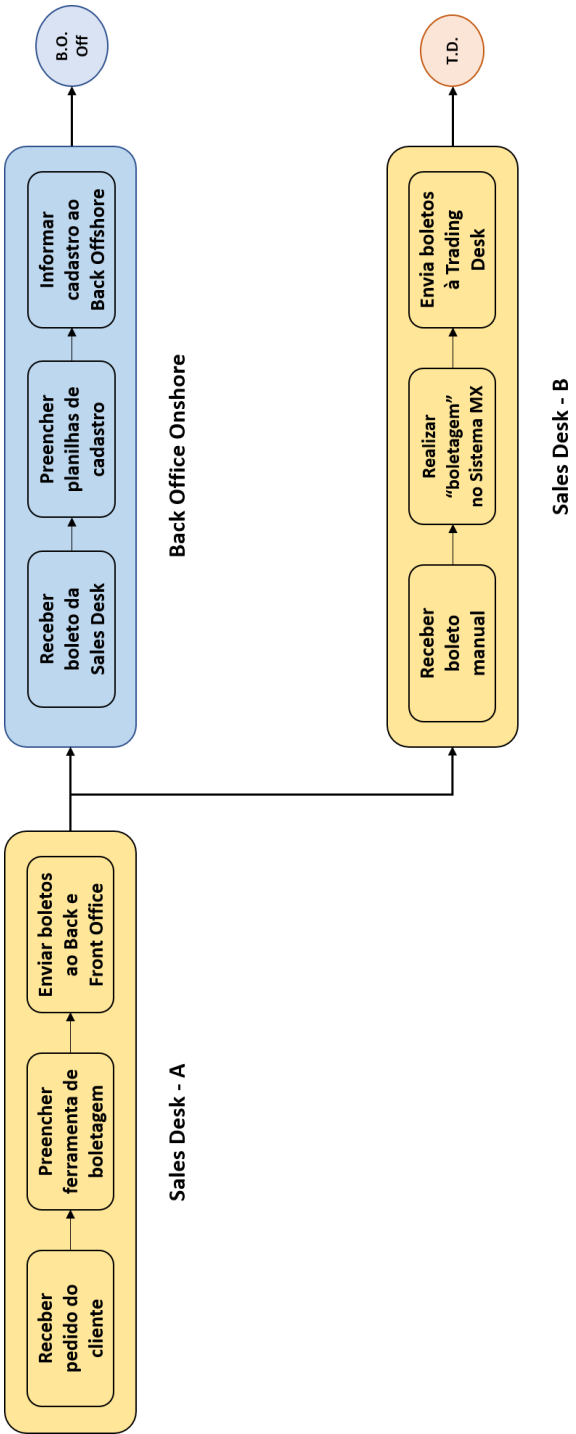 Receber
pedido do
cliente
Preencher
ferramenta de
boletagem
Enviar boletos
ao Back e
Front Office
Sales Desk - A
Receber
boleto da
Sales Desk
Preencher
planilhas de
cadastro
Informar
cadastro ao
Back Offshore
Back Office Onshore
B.O.
Off
Receber
boleto
manual
Realizar
“boletagem”
no Sistema MX
Envia boletos
à Trading
Desk
Sales Desk - B
T.D.